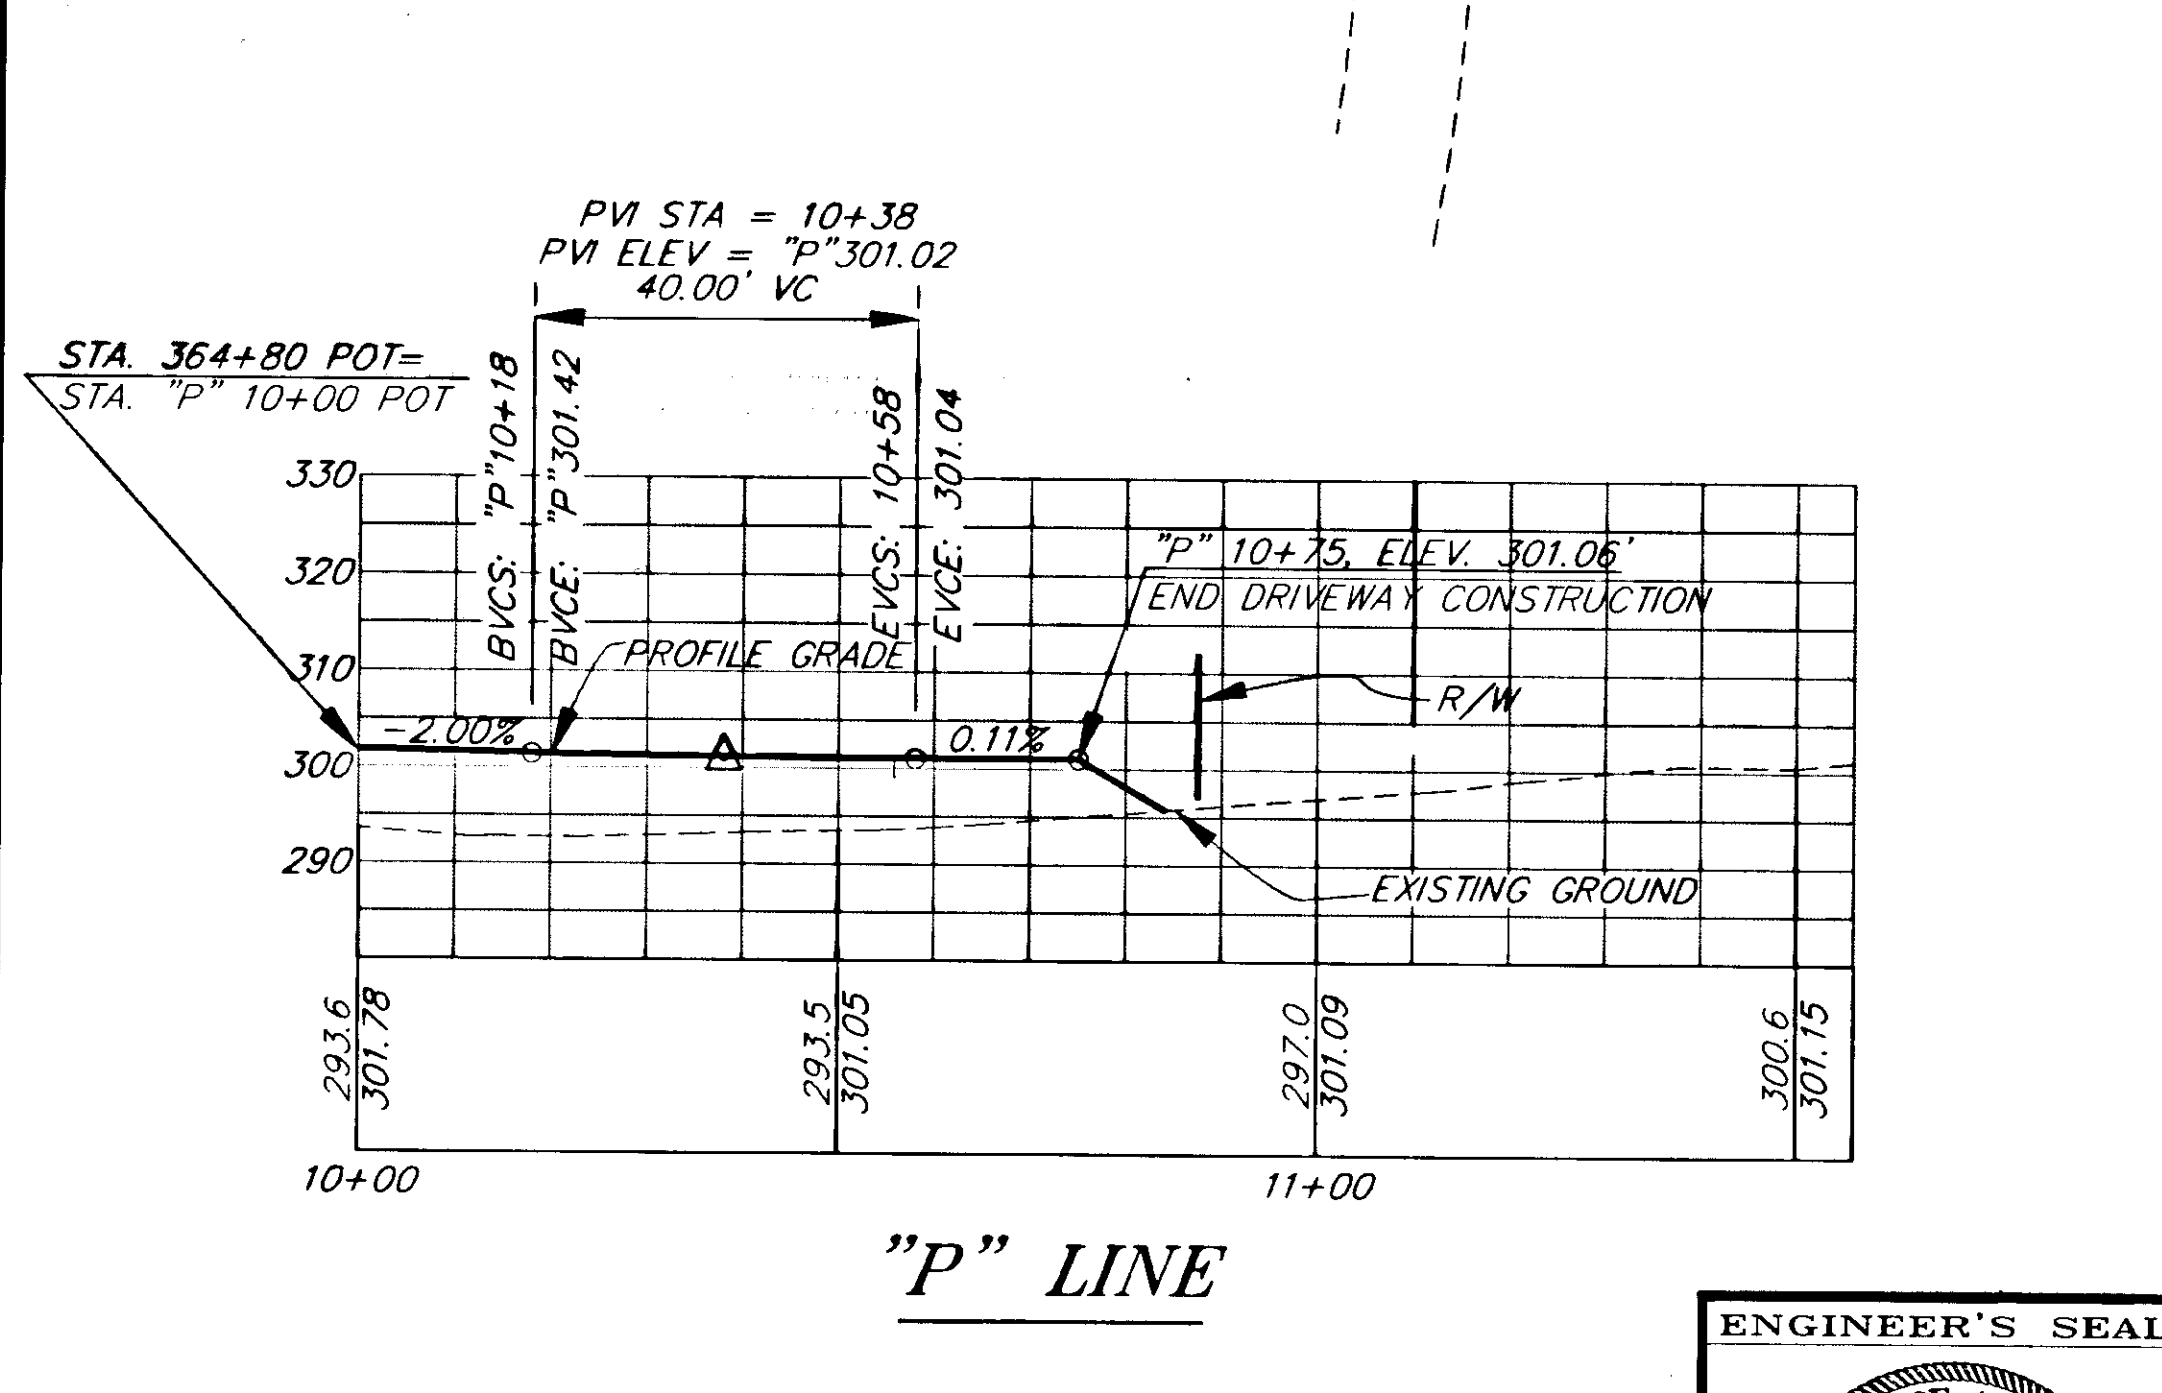 PVI STA = 10+38
PVI ELEV = "P"301.02
40.00' VC
STA. 364+80 POT=
STA. "P" 10+00 POT
BVCS: "P"10+18
BVCE: "P"301.42
EVCS: 10+58
EVCE: 301.04
330
320
310
300
290
"P" 10+75, ELEV. 301.06'
END DRIVEWAY CONSTRUCTION
PROFILE GRADE
R/W
-2.00%
0.11%
EXISTING GROUND
293.6
301.78
293.5
301.05
297.0
301.09
300.6
301.15
10+00
11+00
"P" LINE
ENGINEER'S SEAL